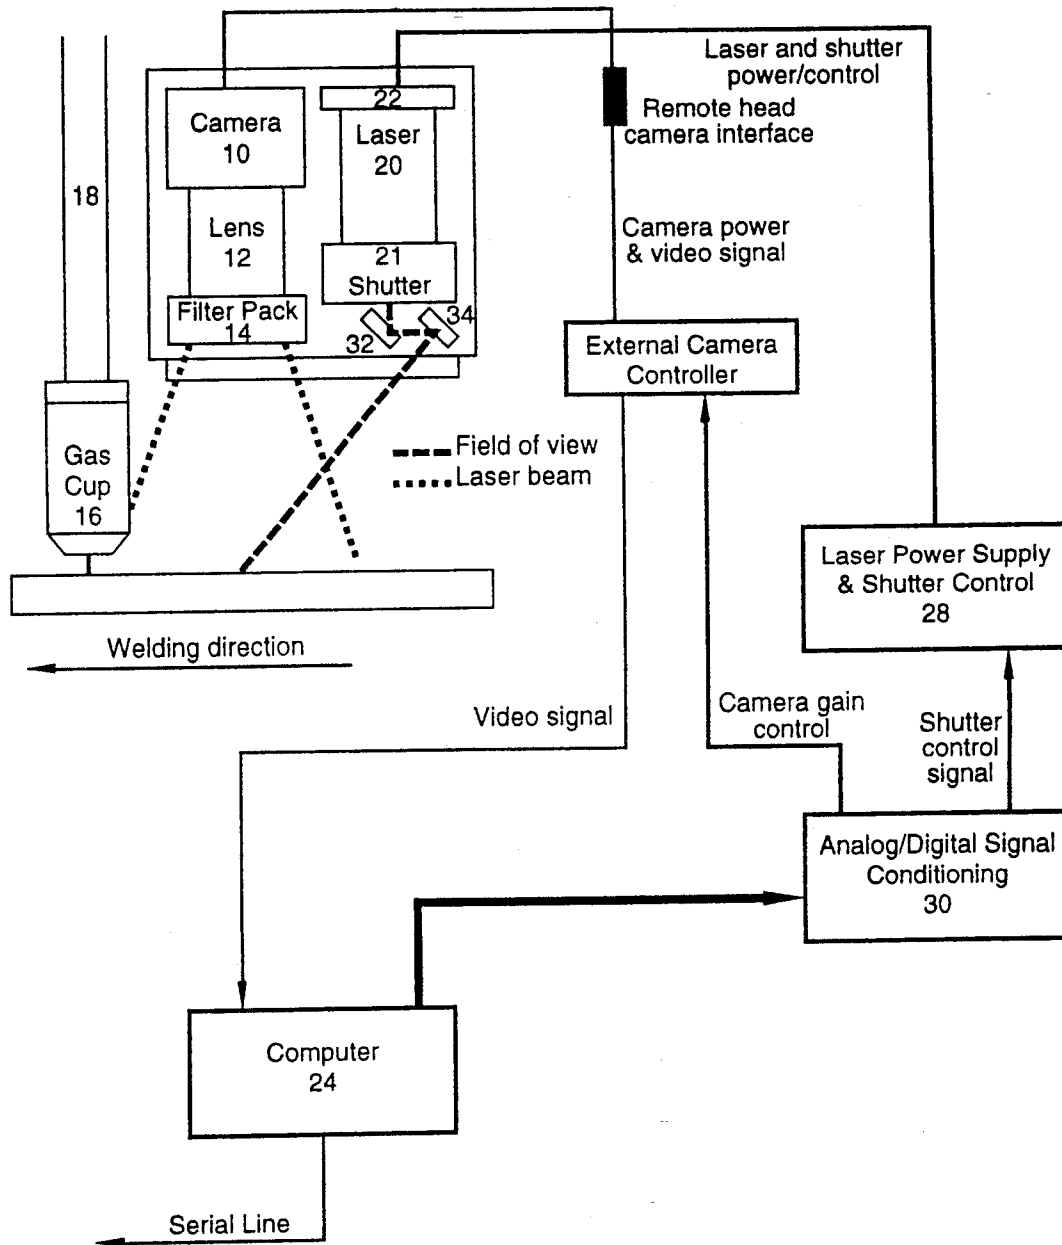 Laser and shutter
power/control
22
Camera
10
Laser
20
Remote head
camera interface
18
Lens
12
Camera power
& video signal
21
Shutter
Filter Pack
14
34
32
External Camera
Controller
Gas
Cup
16
Field of view
Laser beam
Laser Power Supply
& Shutter Control
28
Welding direction
Video signal
Camera gain
control
Shutter
control
signal
Analog/Digital Signal
Conditioning
30
Computer
24
Serial Line